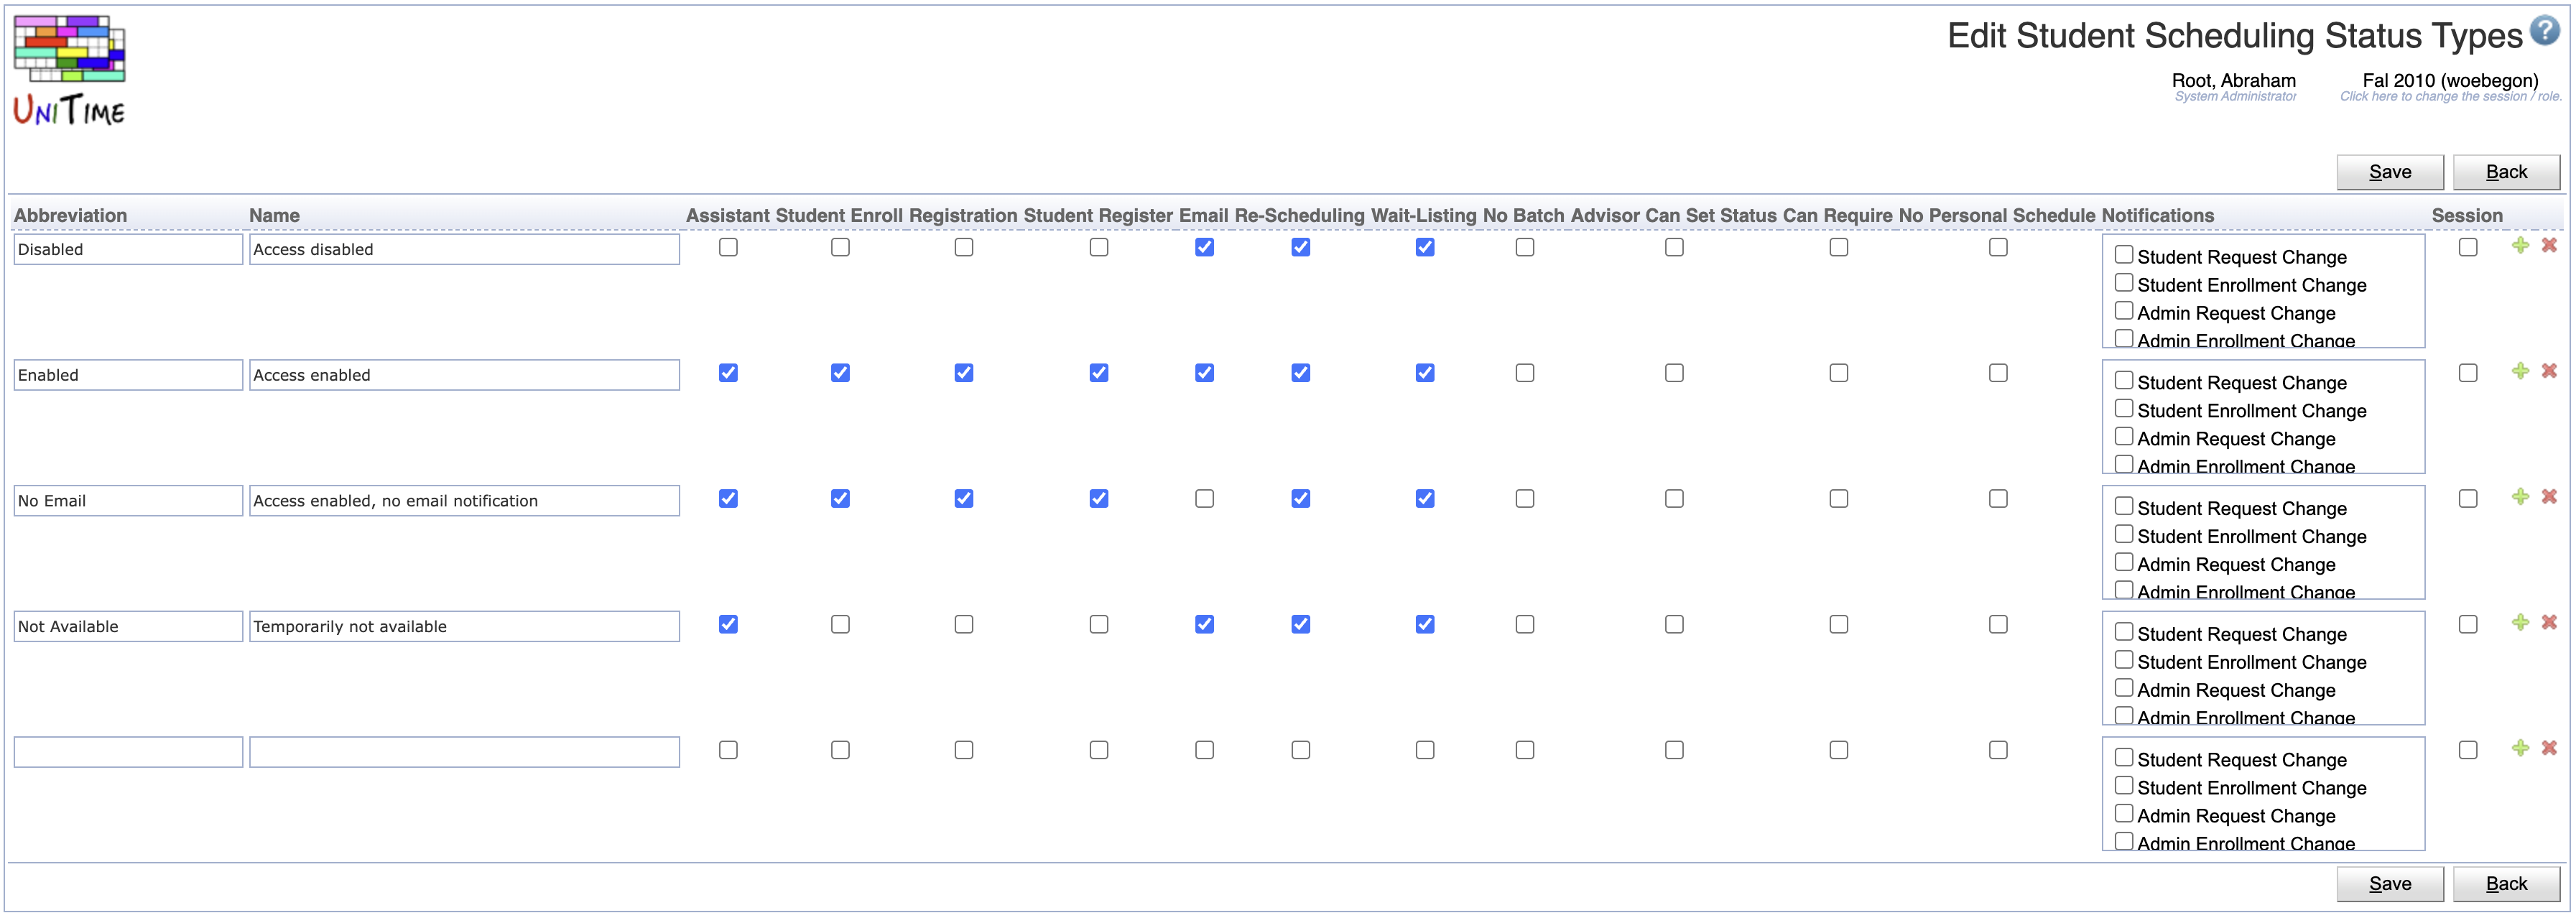 UniTime
Edit Student Scheduling Status Types
Root, Abraham
System Administrator
Fal 2010 (woebegon)
Click here to change the session / role.
Save Back
Abbreviation Name Assistant Student Enroll Registration Student Register Email Re-Scheduling Wait-Listing No Batch Advisor Can Set Status Can Require No Personal Schedule Notifications Session
Disabled Access disabled
Student Request Change
Student Enrollment Change
Admin Request Change
Admin Enrollment Change
Enabled Access enabled
Student Request Change
Student Enrollment Change
Admin Request Change
Admin Enrollment Change
No Email Access enabled, no email notification
Student Request Change
Student Enrollment Change
Admin Request Change
Admin Enrollment Change
Not Available Temporarily not available
Student Request Change
Student Enrollment Change
Admin Request Change
Admin Enrollment Change
Student Request Change
Student Enrollment Change
Admin Request Change
Admin Enrollment Change
Save Back